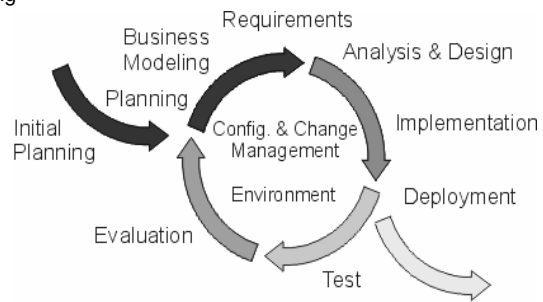 Requirements
Business
Modeling
Analysis & Design
Planning
Initial
Planning
Config. & Change
Management
Implementation
Environment
Deployment
Evaluation
Test